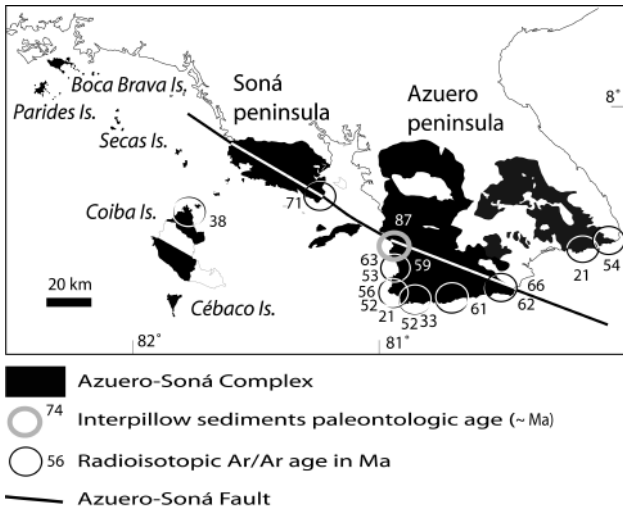 Boca Brava Is.
Parides Is.
Secas Is.
Soná
peninsula
Azuero
peninsula
8°
Coiba Is.
38
71
87
63
53
59
56
52
21
52
33
61
66
62
21
54
20 km
Cébaco Is.
82°
81°
Azuero-Soná Complex
74 Interpillow sediments paleontologic age (~ Ma)
56 Radioisotopic Ar/Ar age in Ma
Azuero-Soná Fault